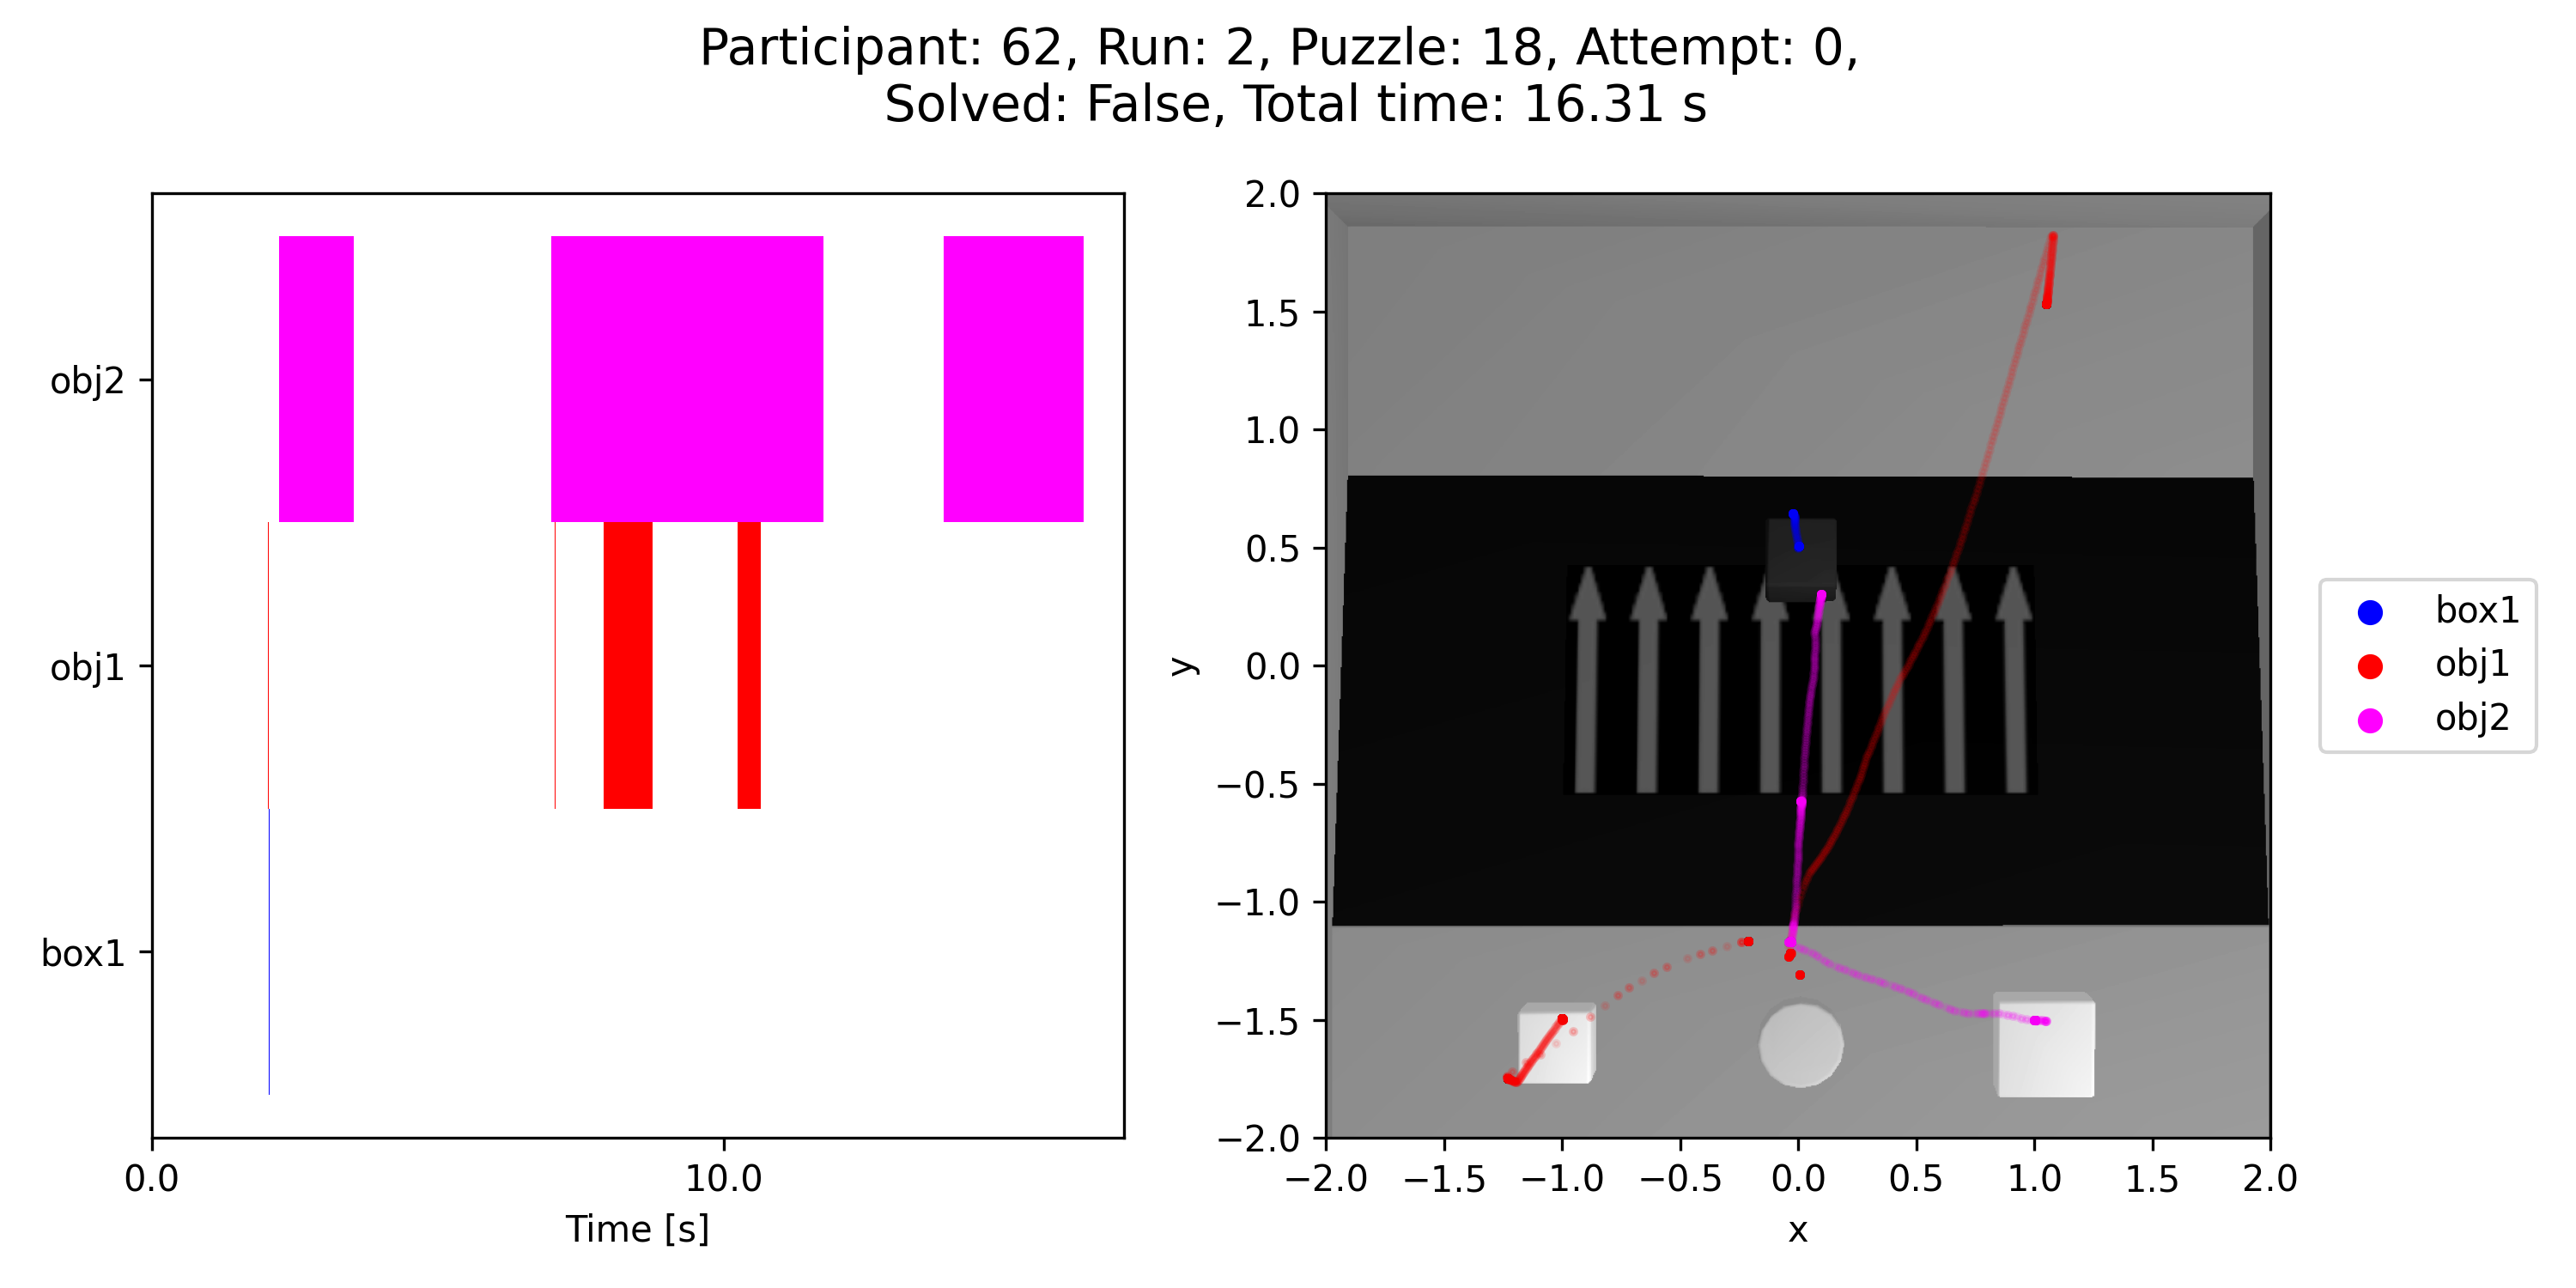 Participant: 62, Run: 2, Puzzle: 18, Attempt: 0,
Solved: False, Total time: 16.31 s
obj2
obj1
box1
0.0
10.0
Time [s]
2.0
1.5
1.0
0.5
0.0
−0.5
−1.0
−1.5
−2.0
y
−2.0
−1.5
−1.0
−0.5
0.0
0.5
1.0
1.5
2.0
x
box1
obj1
obj2